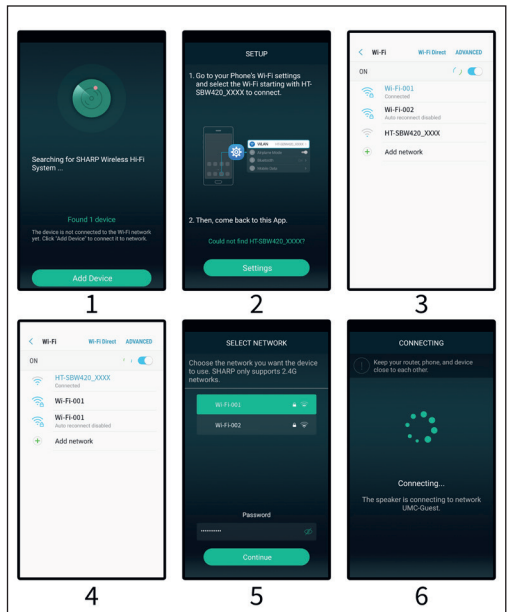 Searching for SHARP Wireless Hi-Fi
System ...
Found 1 device
The device is not connected to the Wi-Fi network
yet. Click "Add Device" to connect it to network.
Add Device
1
SETUP
1. Go to your Phone's Wi-Fi settings
and select the Wi-Fi starting with HT-
SBW420_XXXX to connect.
WLAN
Airplane Mode
Bluetooth
Mobile Data
2. Then, come back to this App.
Could not find HT-SBW420_XXXX?
Settings
2
< Wi-Fi Wi-Fi Direct ADVANCED
ON
Wi-Fi-001
Connected
Wi-Fi-002
Auto reconnect disabled
HT-SBW420_XXXX
+ Add network
3
< Wi-Fi Wi-Fi Direct ADVANCED
ON
HT-SBW420_XXXX
Connected
Wi-Fi-001
Wi-Fi-001
Auto reconnect disabled
+ Add network
4
SELECT NETWORK
Choose the network you want the device
to use. SHARP only supports 2.4G
networks.
Wi-Fi-001
Wi-Fi-002
Password
Continue
5
CONNECTING
Keep your router, phone, and device
close to each other.
Connecting...
The speaker is connecting to network
UMC-Guest.
6